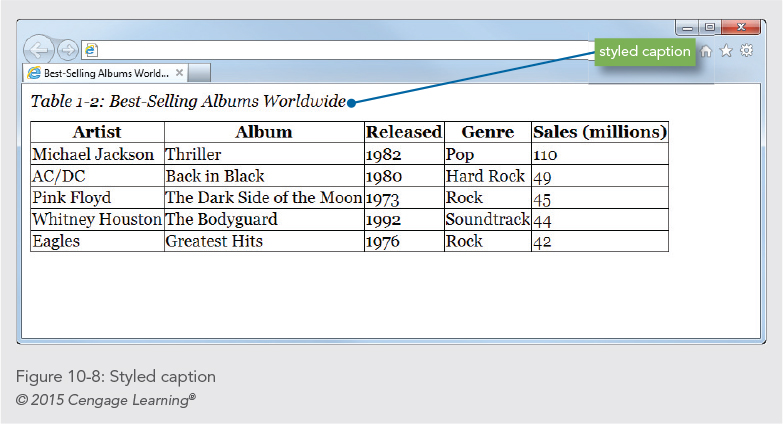 styled caption
Best-Selling Albums World...
Table 1-2: Best-Selling Albums Worldwide
Artist Album Released Genre Sales (millions)
Michael Jackson Thriller 1982 Pop 110
AC/DC Back in Black 1980 Hard Rock 49
Pink Floyd The Dark Side of the Moon 1973 Rock 45
Whitney Houston The Bodyguard 1992 Soundtrack 44
Eagles Greatest Hits 1976 Rock 42
Figure 10-8: Styled caption
© 2015 Cengage Learning®